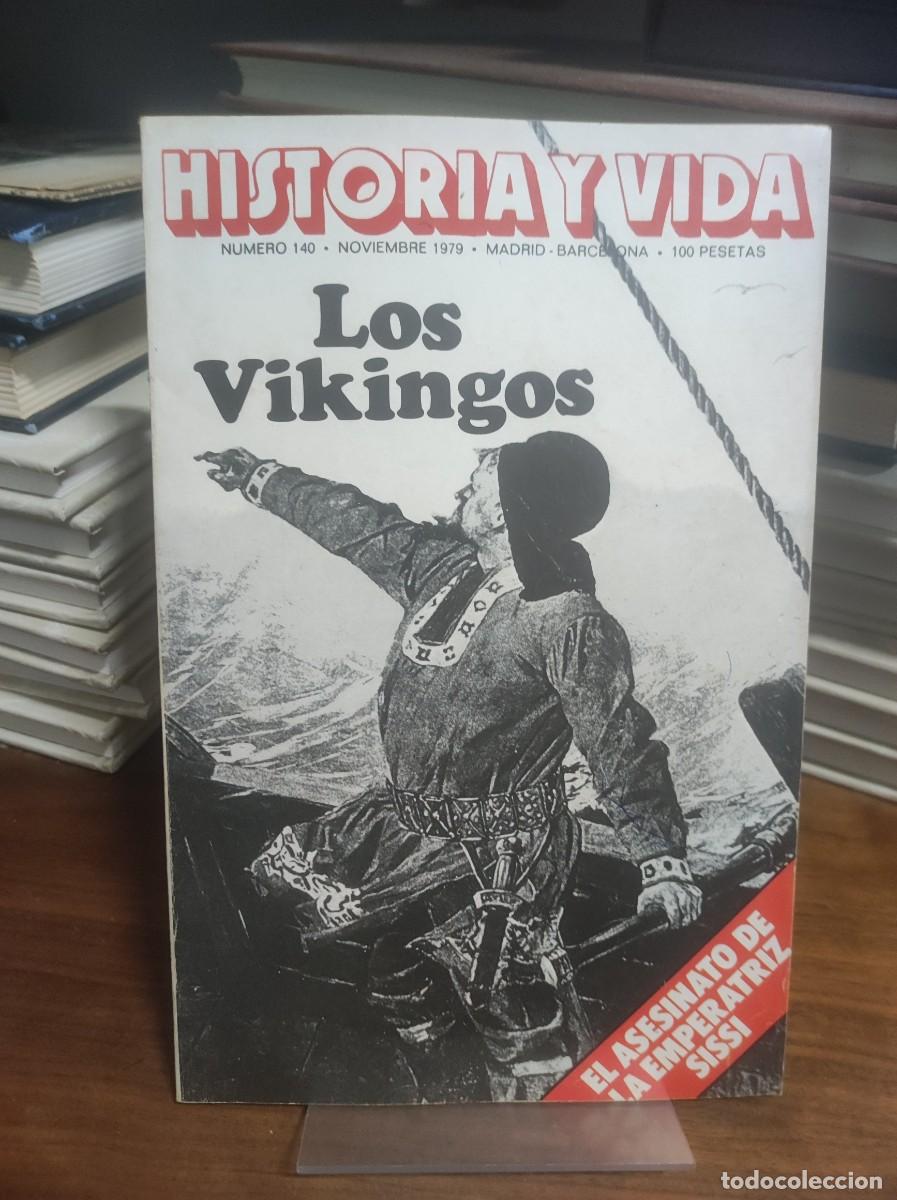 HISTORIA Y VIDA
NUMERO 140 • NOVIEMBRE 1979 • MADRID - BARCELONA • 100 PESETAS
Los
Vikingos
EL ASESINATO DE
LA EMPERATRIZ
SISSI
todocoleccion